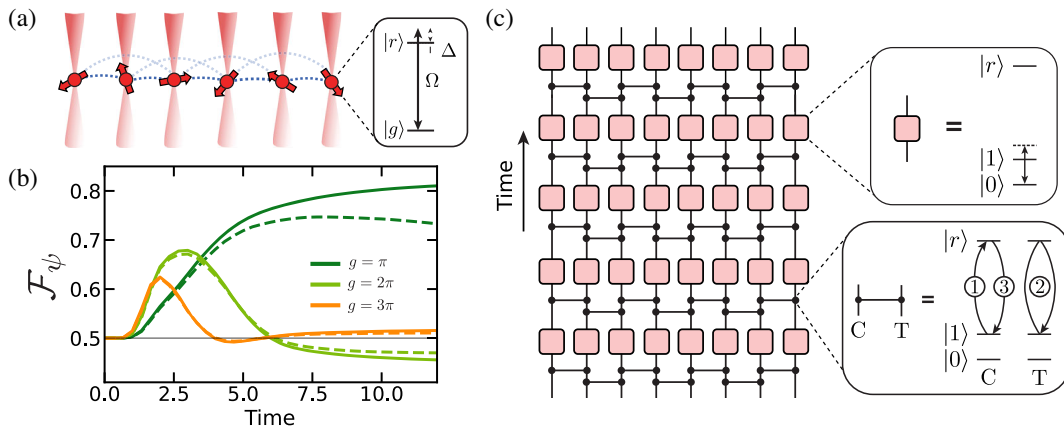 (a)
|r⟩
Δ
Ω
|g⟩
(b)
0.8
0.7
0.6
0.5
ℱψ
g = π
g = 2π
g = 3π
0.0
2.5
5.0
7.5
10.0
Time
(c)
Time
|r⟩
=
|1⟩
|0⟩
|r⟩
1
3
2
=
C
T
|1⟩
|0⟩
C
T